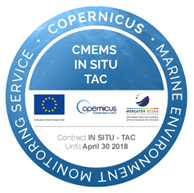 COPERNICUS • MARINE ENVIRONMENT MONITORING SERVICE •
CMEMS
IN SITU
TAC
Copernicus
MERCATOR OCEAN
Contract IN SITU - TAC
Until April 30 2018